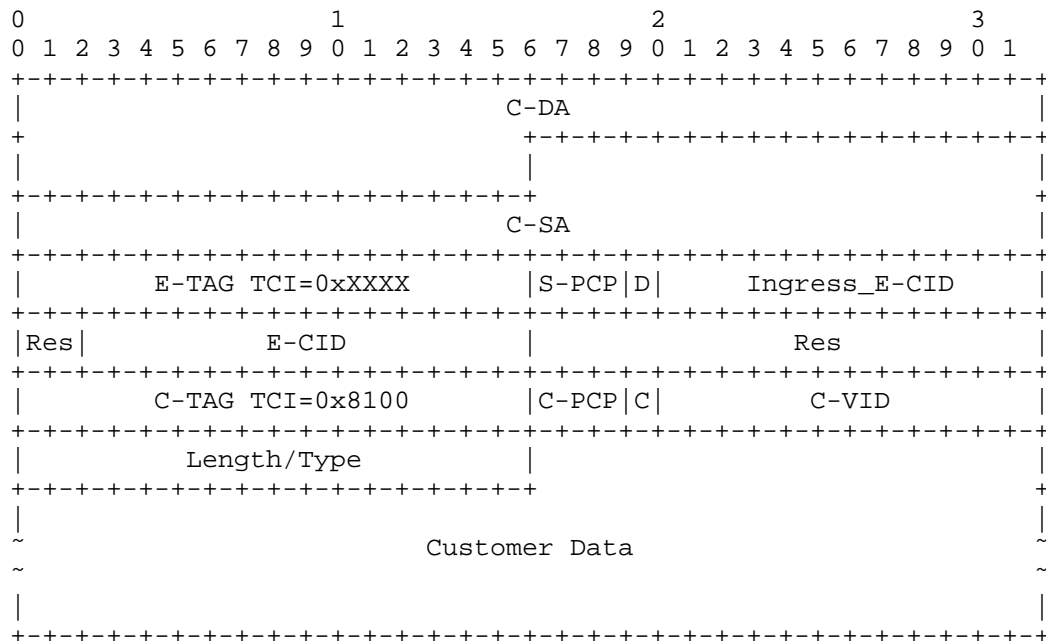 0                   1                   2                   3
0 1 2 3 4 5 6 7 8 9 0 1 2 3 4 5 6 7 8 9 0 1 2 3 4 5 6 7 8 9 0 1
+-+-+-+-+-+-+-+-+-+-+-+-+-+-+-+-+-+-+-+-+-+-+-+-+-+-+-+-+-+-+-+-+
|                              C-DA                             |
+                               +-+-+-+-+-+-+-+-+-+-+-+-+-+-+-+-+
|                               |                               |
+-+-+-+-+-+-+-+-+-+-+-+-+-+-+-+-+                               +
|                              C-SA                             |
+-+-+-+-+-+-+-+-+-+-+-+-+-+-+-+-+-+-+-+-+-+-+-+-+-+-+-+-+-+-+-+-+
|        E-TAG TCI=0xXXXX       |S-PCP|D|     Ingress_E-CID     |
+-+-+-+-+-+-+-+-+-+-+-+-+-+-+-+-+-+-+-+-+-+-+-+-+-+-+-+-+-+-+-+-+
|Res|           E-CID           |               Res             |
+-+-+-+-+-+-+-+-+-+-+-+-+-+-+-+-+-+-+-+-+-+-+-+-+-+-+-+-+-+-+-+-+
|        C-TAG TCI=0x8100       |C-PCP|C|         C-VID         |
+-+-+-+-+-+-+-+-+-+-+-+-+-+-+-+-+-+-+-+-+-+-+-+-+-+-+-+-+-+-+-+-+
|          Length/Type          |                               |
+-+-+-+-+-+-+-+-+-+-+-+-+-+-+-+-+                               +
|                                                               |
~                         Customer Data                         ~
~                                                               ~
|                                                               |
+-+-+-+-+-+-+-+-+-+-+-+-+-+-+-+-+-+-+-+-+-+-+-+-+-+-+-+-+-+-+-+-+